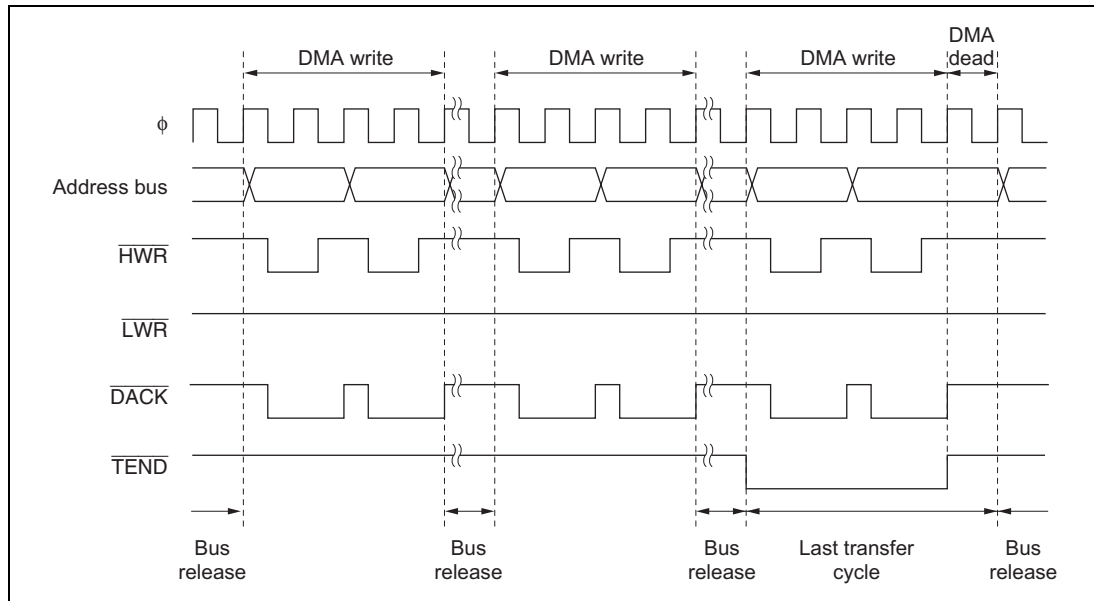 DMA
dead
DMA write DMA write DMA write
ϕ
Address bus
HWR
LWR
DACK
TEND
Bus release
Bus release
Bus release
Last transfer cycle
Bus release